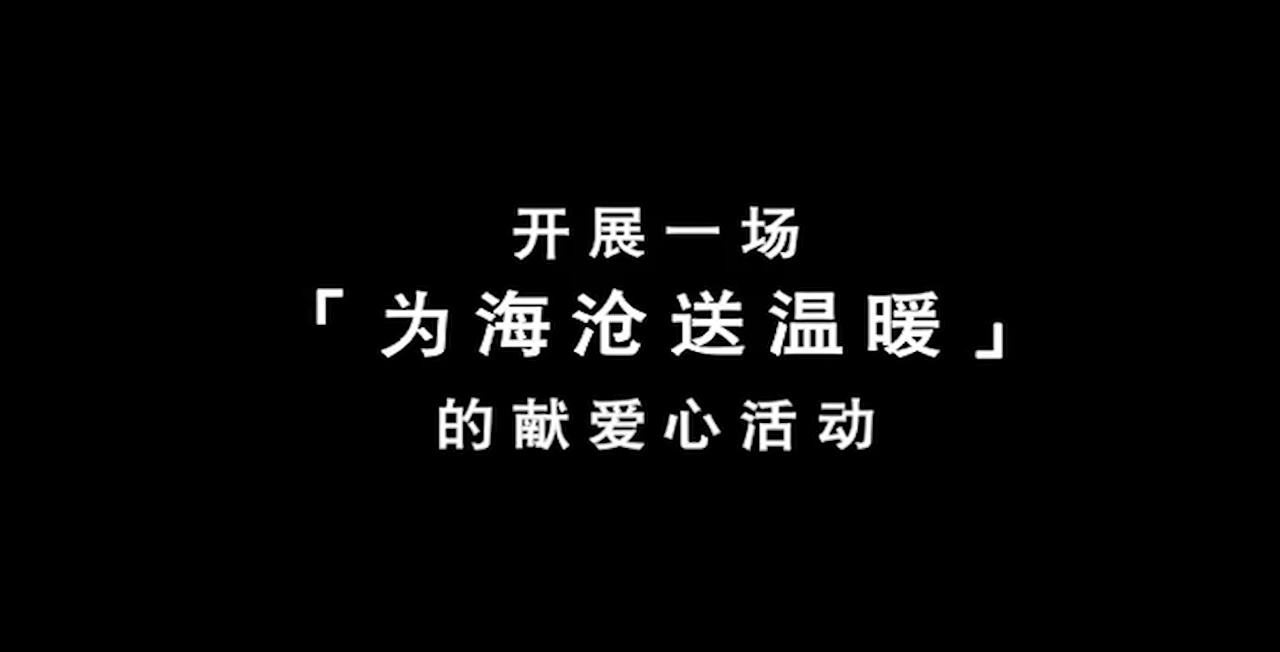 开展一场
「为海沧送温暖」
的献爱心活动